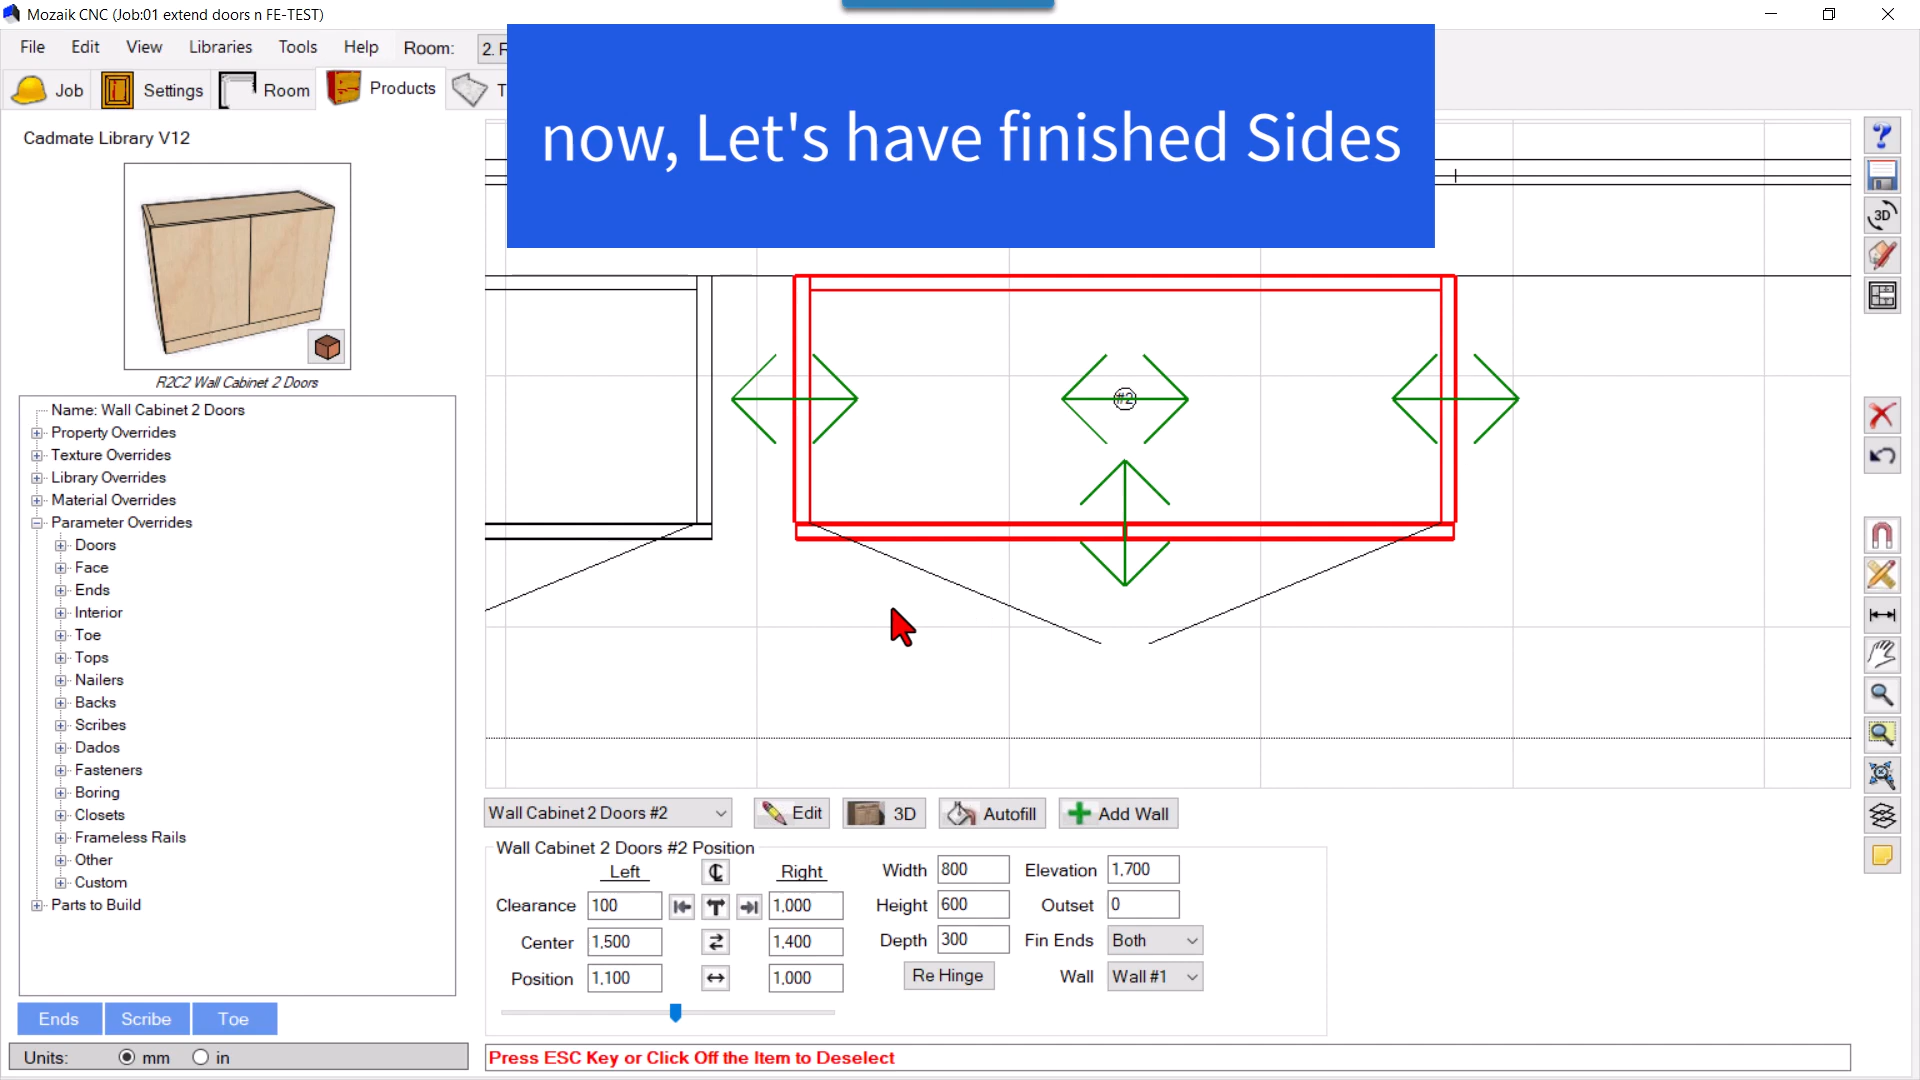 Mozaik CNC (Job:01 extend doors n FE-TEST)
File Edit View Libraries Tools Help Room: 2. R
Job Settings Room Products T
now, Let's have finished Sides
Cadmate Library V12
3D
R2C2 Wall Cabinet 2 Doors
#2
Name: Wall Cabinet 2 Doors
Property Overrides
Texture Overrides
Library Overrides
Material Overrides
Parameter Overrides
Doors
Face
Ends
Interior
Toe
Tops
Nailers
Backs
Scribes
Dados
Fasteners
Boring
Closets
Frameless Rails
Other
Custom
Parts to Build
Wall Cabinet 2 Doors #2 Edit 3D Autofill Add Wall
Wall Cabinet 2 Doors #2 Position
Left Right Width 800 Elevation 1,700
Clearance 100 1,000 Height 600 Outset 0
Center 1,500 1,400 Depth 300 Fin Ends Both
Position 1,100 1,000 Re Hinge Wall Wall #1
Ends Scribe Toe
Units: mm in
Press ESC Key or Click Off the Item to Deselect